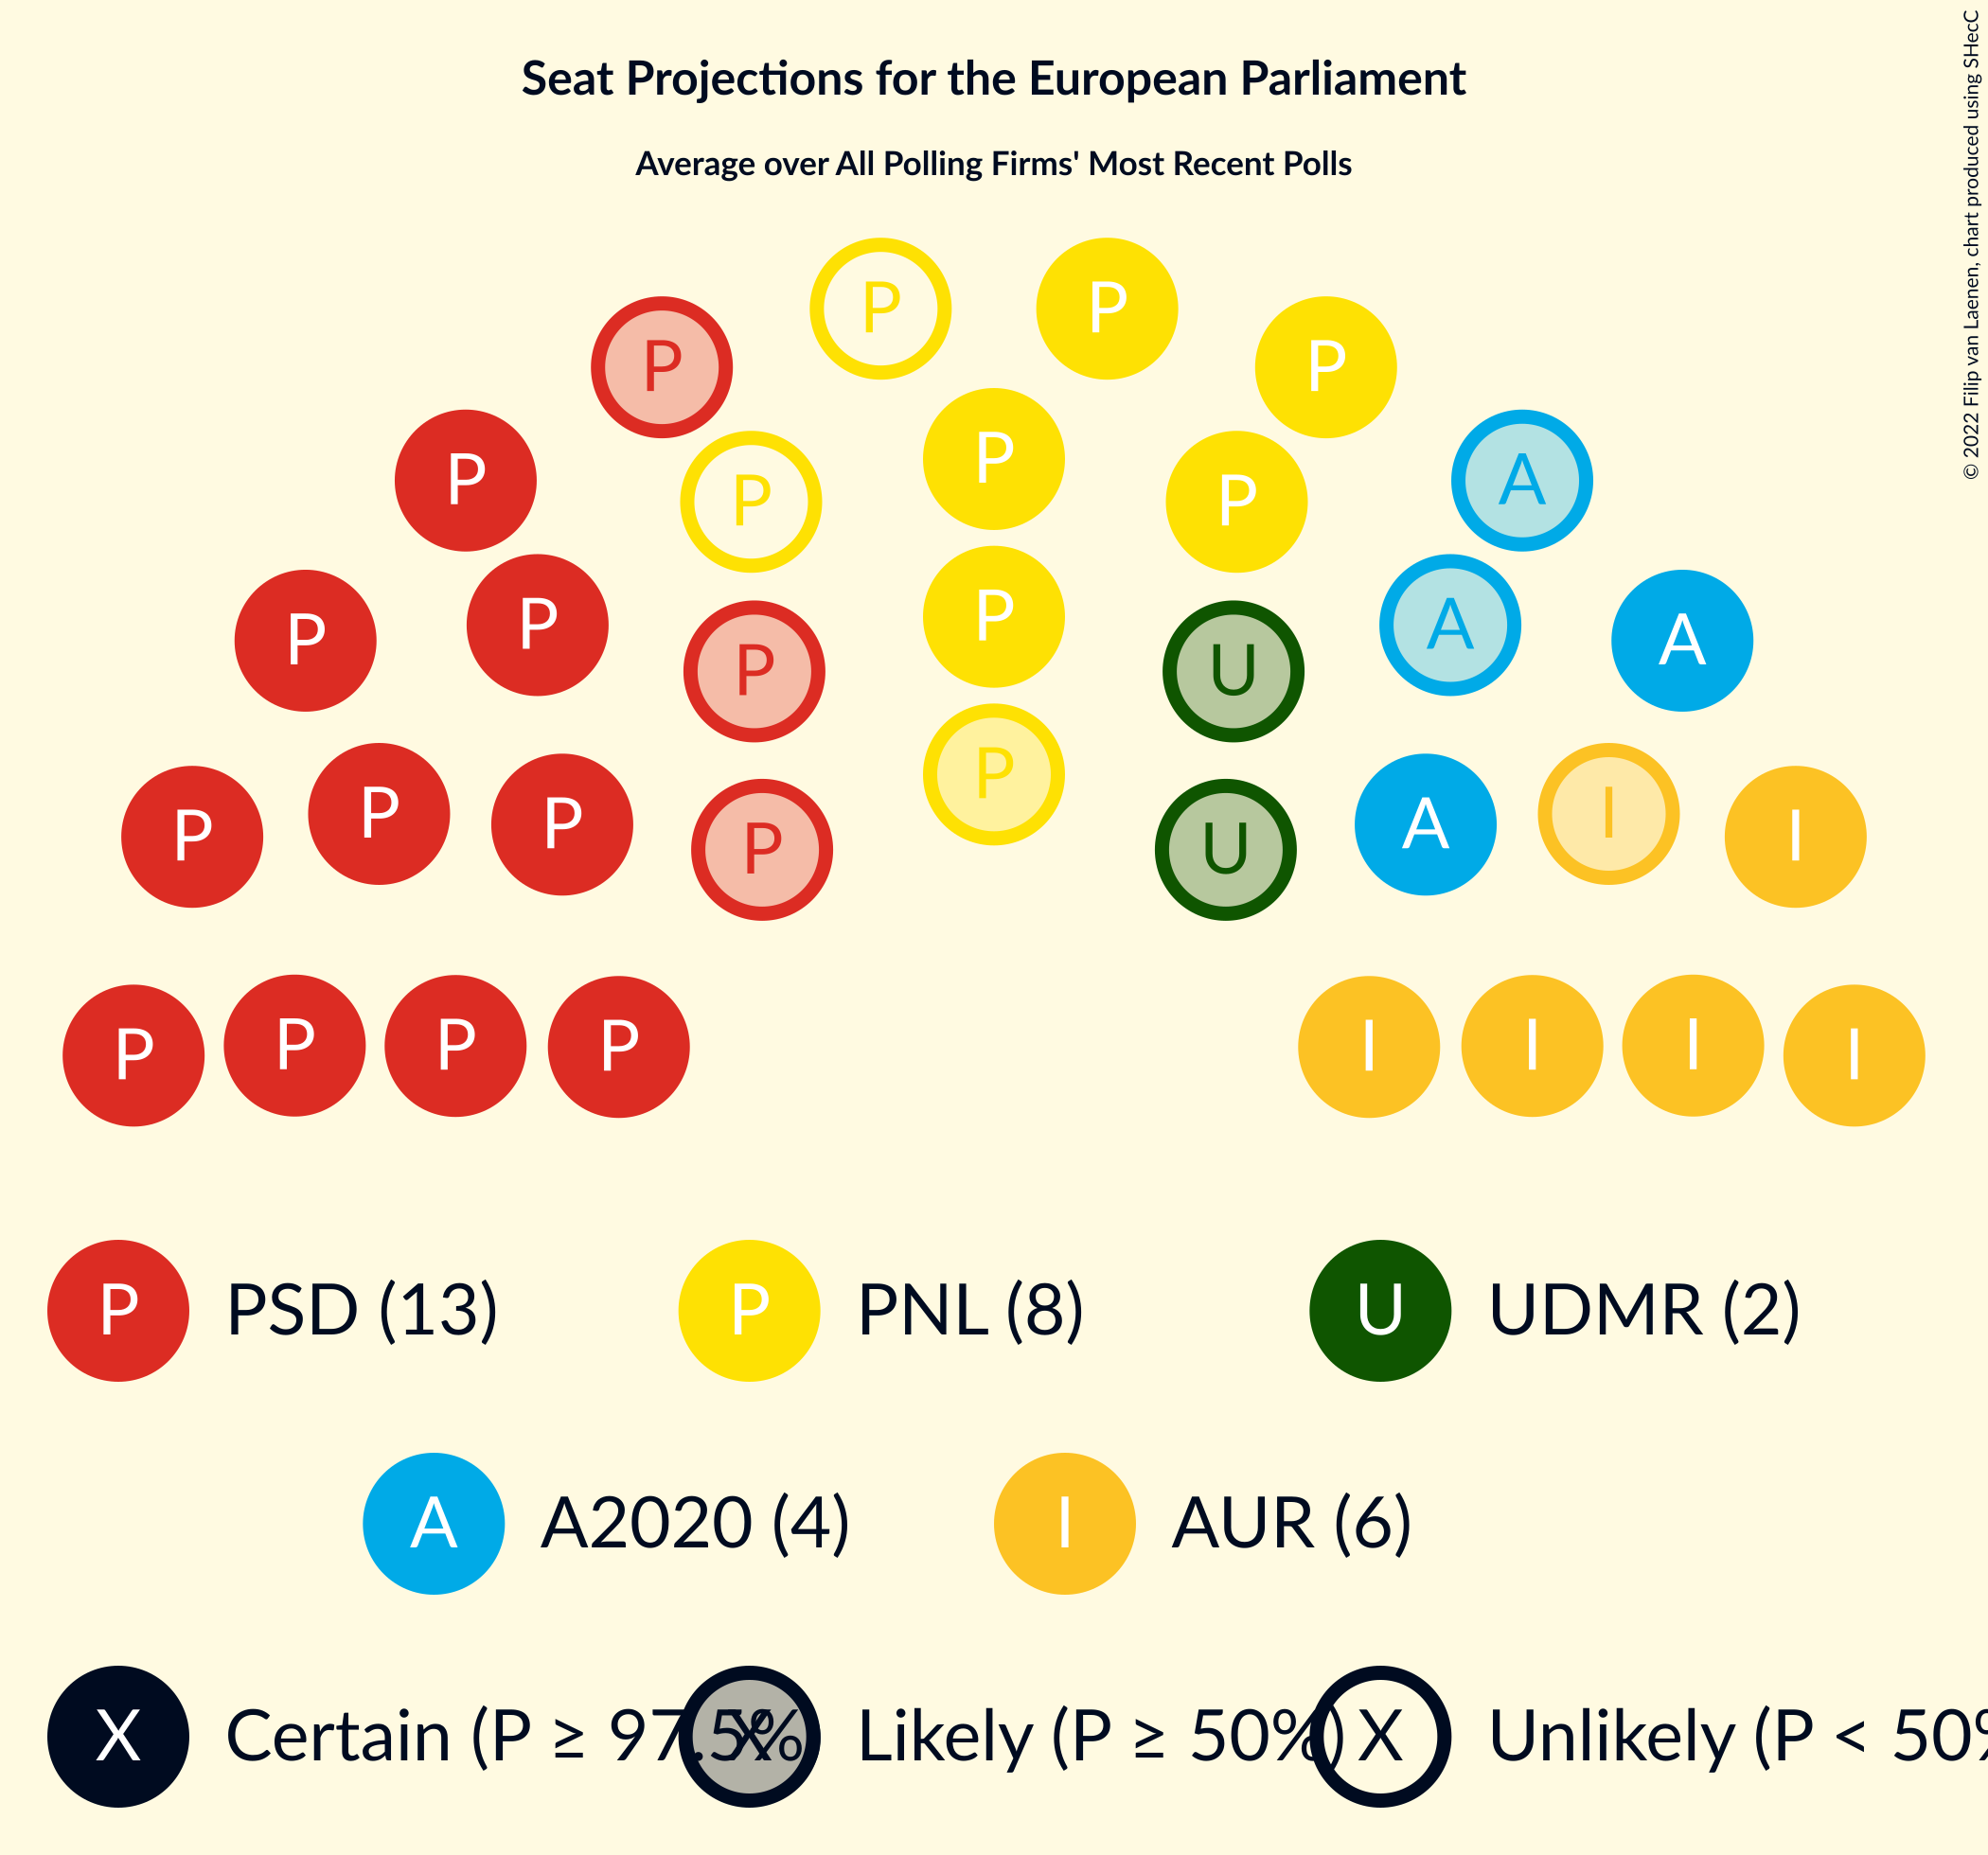 Seat Projections for the European Parliament
Average over All Polling Firms' Most Recent Polls
© 2022 Filip van Laenen, chart produced using SHecC
P P
P P
P A
P P P
P P A A
P P U
P
P P P P U A I I
P P P P I I I I
P PSD (13) P PNL (8) U UDMR (2)
A A2020 (4) I AUR (6)
X Certain (P ≥ 97.5% X Likely (P ≥ 50%) X Unlikely (P < 50%